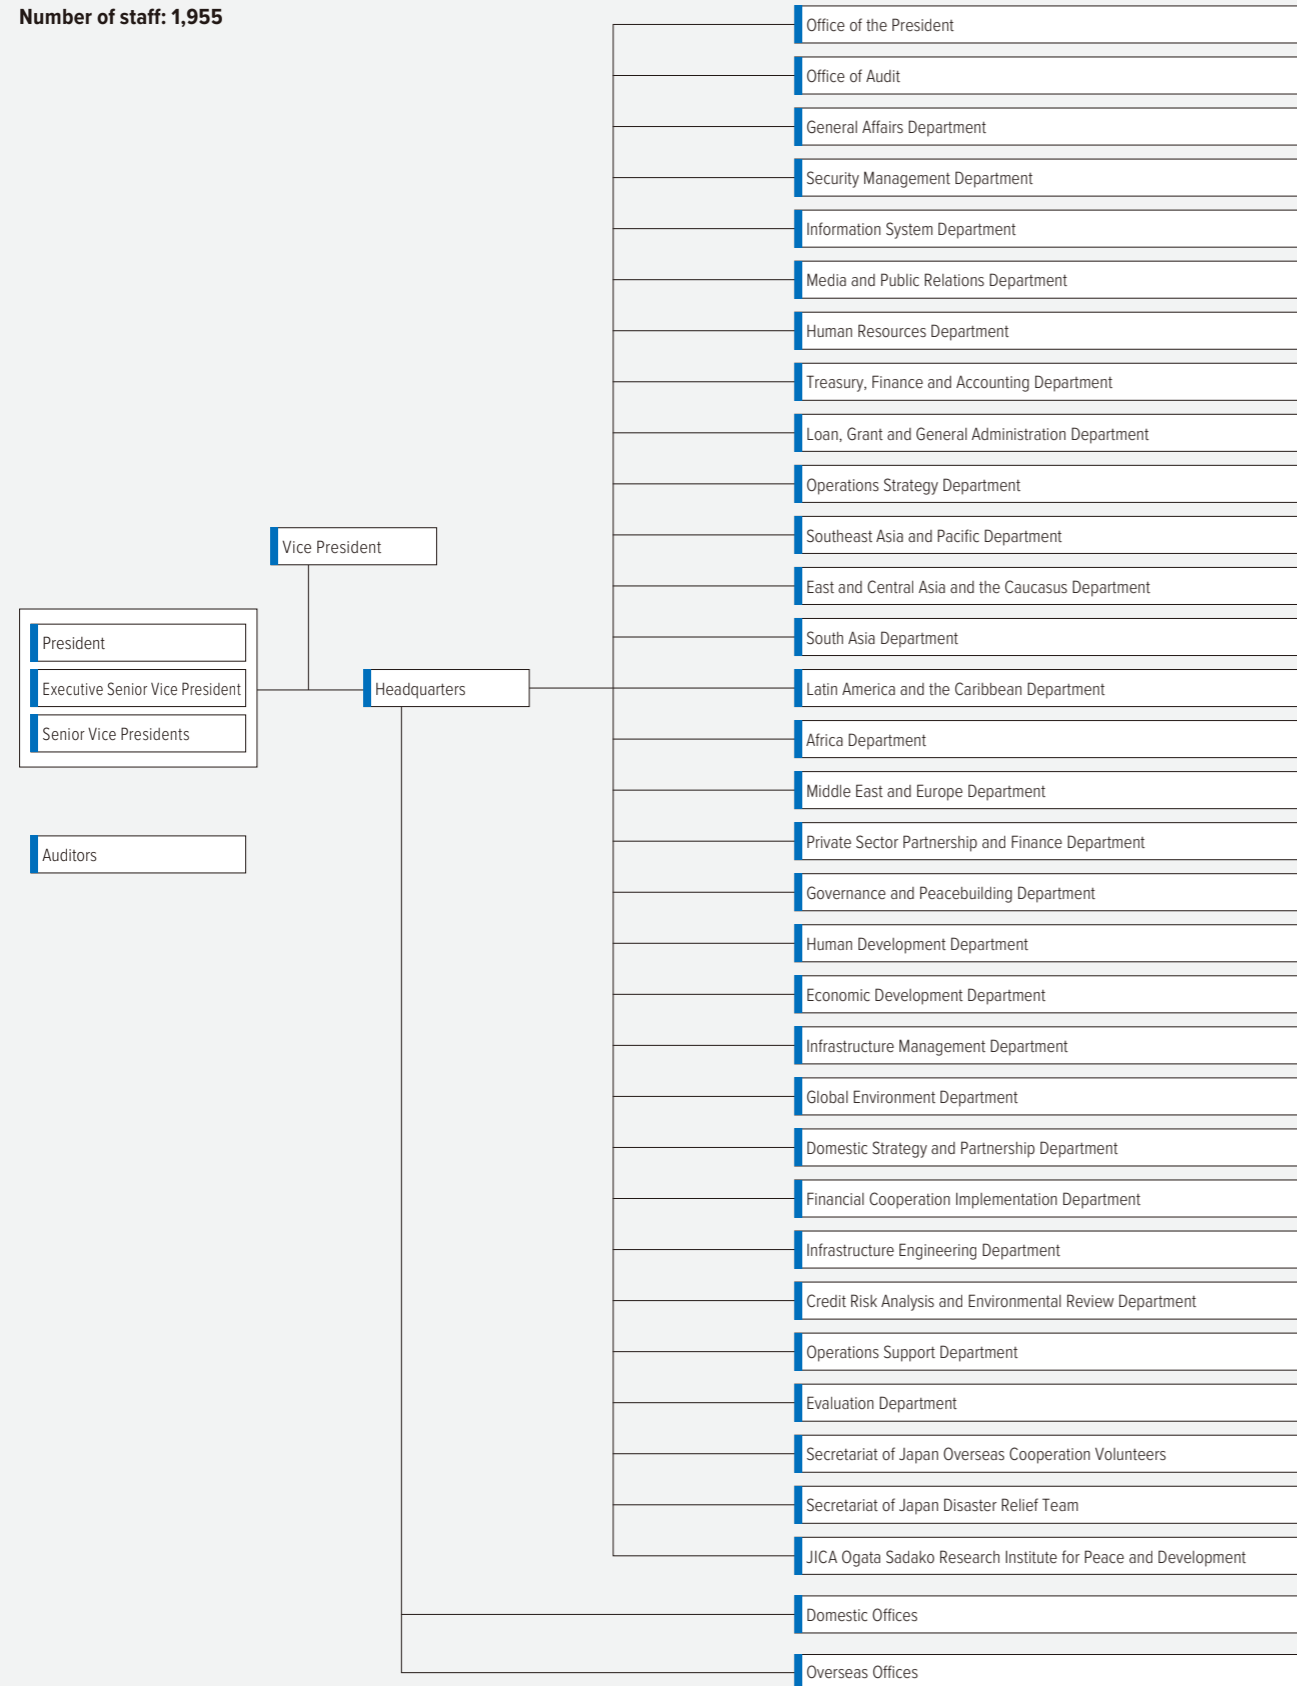 Number of staff: 1,955
Vice President
President
Executive Senior Vice President
Senior Vice Presidents
Auditors
Headquarters
Office of the President
Office of Audit
General Affairs Department
Security Management Department
Information System Department
Media and Public Relations Department
Human Resources Department
Treasury, Finance and Accounting Department
Loan, Grant and General Administration Department
Operations Strategy Department
Southeast Asia and Pacific Department
East and Central Asia and the Caucasus Department
South Asia Department
Latin America and the Caribbean Department
Africa Department
Middle East and Europe Department
Private Sector Partnership and Finance Department
Governance and Peacebuilding Department
Human Development Department
Economic Development Department
Infrastructure Management Department
Global Environment Department
Domestic Strategy and Partnership Department
Financial Cooperation Implementation Department
Infrastructure Engineering Department
Credit Risk Analysis and Environmental Review Department
Operations Support Department
Evaluation Department
Secretariat of Japan Overseas Cooperation Volunteers
Secretariat of Japan Disaster Relief Team
JICA Ogata Sadako Research Institute for Peace and Development
Domestic Offices
Overseas Offices